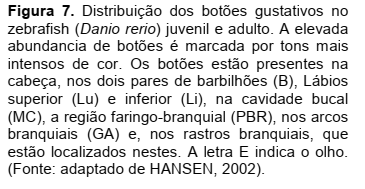 Figura 7. Distribuição dos botões gustativos no
zebrafish (Danio rerio) juvenil e adulto. A elevada
abundancia de botões é marcada por tons mais
intensos de cor. Os botões estão presentes na
cabeça, nos dois pares de barbilhões (B), Lábios
superior (Lu) e inferior (Li), na cavidade bucal
(MC), a região faringo-branquial (PBR), nos arcos
branquiais (GA) e, nos rastros branquiais, que
estão localizados nestes. A letra E indica o olho.
(Fonte: adaptado de HANSEN, 2002).